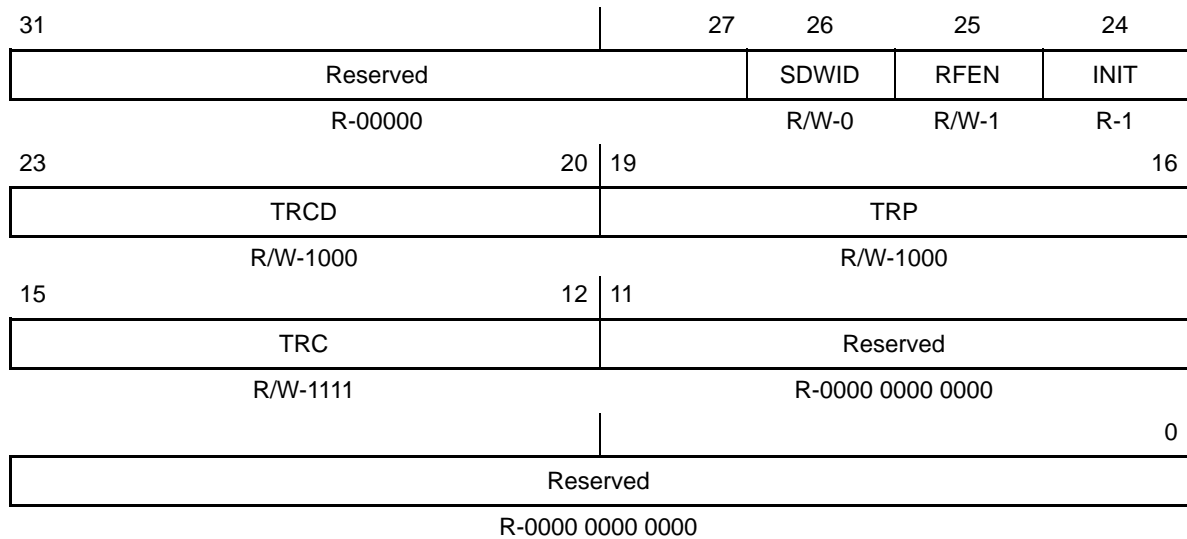 31 27 26 25 24
Reserved SDWID RFEN INIT
R-00000 R/W-0 R/W-1 R-1
23 20 19 16
TRCD TRP
R/W-1000 R/W-1000
15 12 11
TRC Reserved
R/W-1111 R-0000 0000 0000
0
Reserved
R-0000 0000 0000